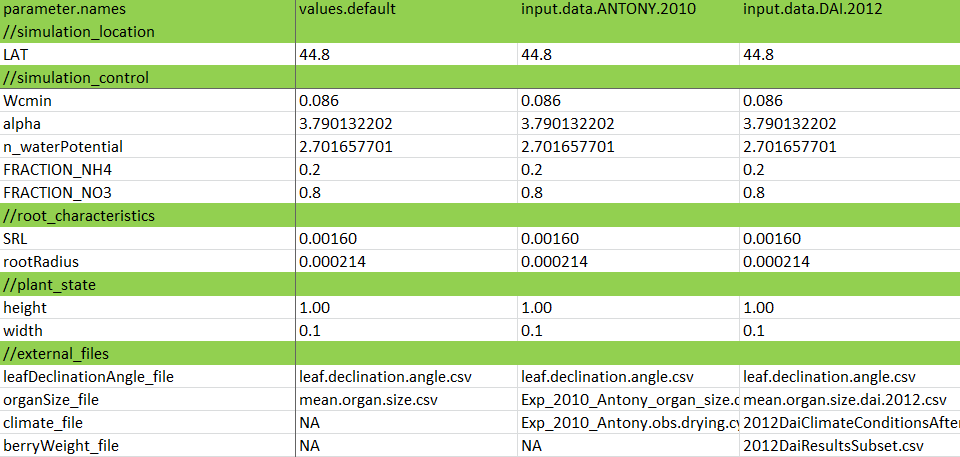 parameter.names values.default input.data.ANTONY.2010 input.data.DAI.2012
//simulation_location
LAT 44.8 44.8 44.8
//simulation_control
Wcmin 0.086 0.086 0.086
alpha 3.790132202 3.790132202 3.790132202
n_waterPotential 2.701657701 2.701657701 2.701657701
FRACTION_NH4 0.2 0.2 0.2
FRACTION_NO3 0.8 0.8 0.8
//root_characteristics
SRL 0.00160 0.00160 0.00160
rootRadius 0.000214 0.000214 0.000214
//plant_state
height 1.00 1.00 1.00
width 0.1 0.1 0.1
//external_files
leafDeclinationAngle_file leaf.declination.angle.csv leaf.declination.angle.csv leaf.declination.angle.csv
organSize_file mean.organ.size.csv Exp_2010_Antony_organ_size.c mean.organ.size.dai.2012.csv
climate_file NA Exp_2010_Antony.obs.drying.cy 2012DaiClimateConditionsAfter
berryWeight_file NA NA 2012DaiResultsSubset.csv